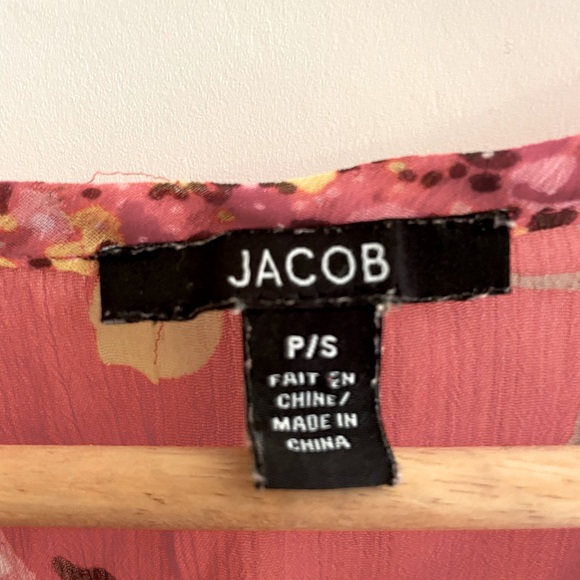 JACOB
P/S
FAIT EN
CHINE/
MADE IN
CHINA